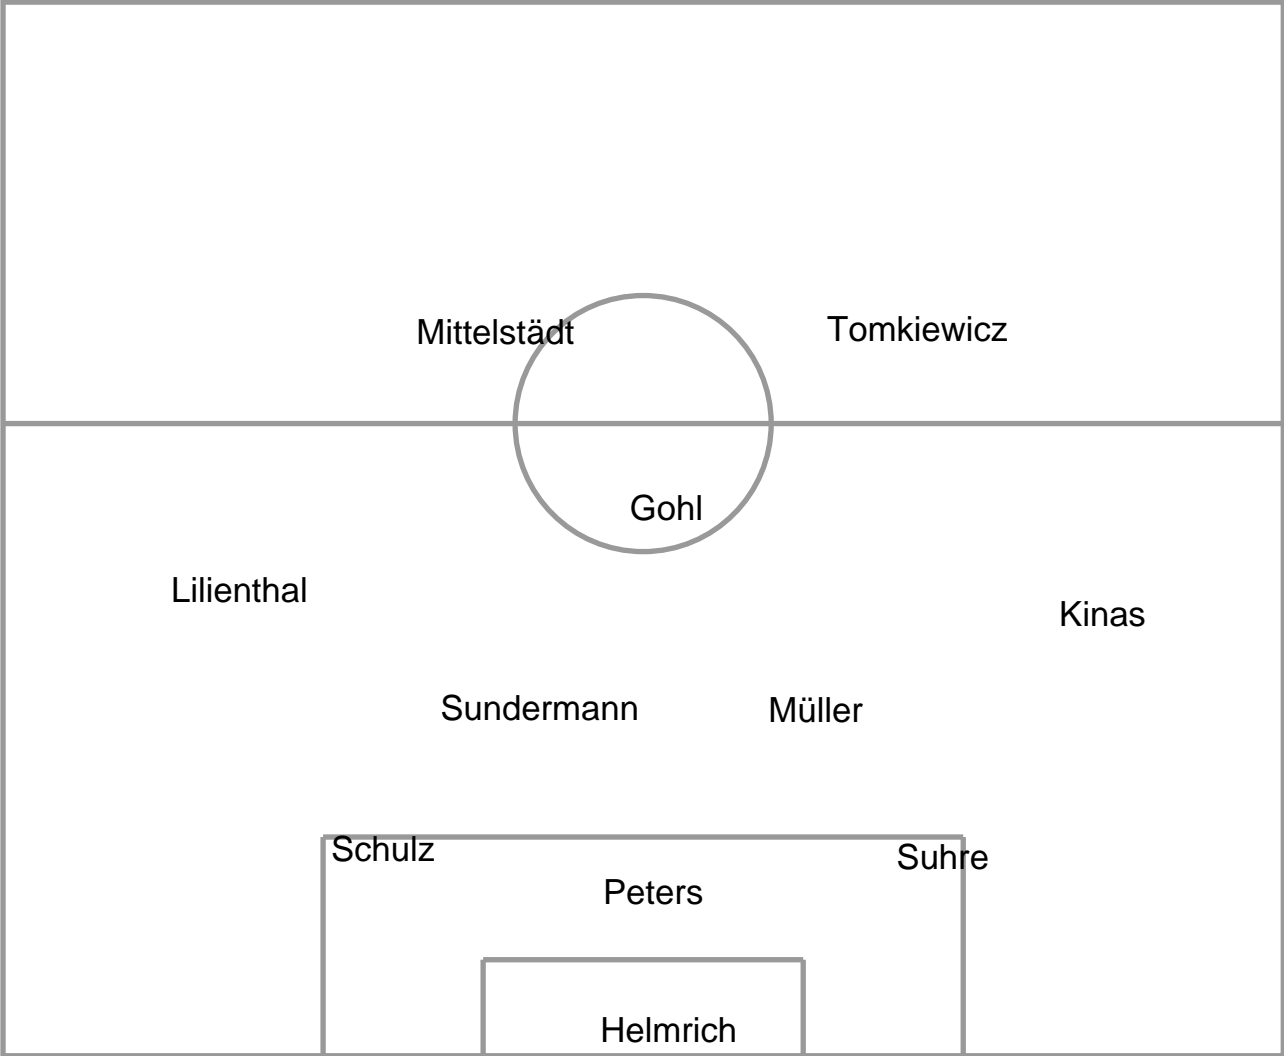 Mittelstädt
Tomkiewicz
Gohl
Lilienthal
Kinas
Sundermann
Müller
Schulz
Suhre
Peters
Helmrich